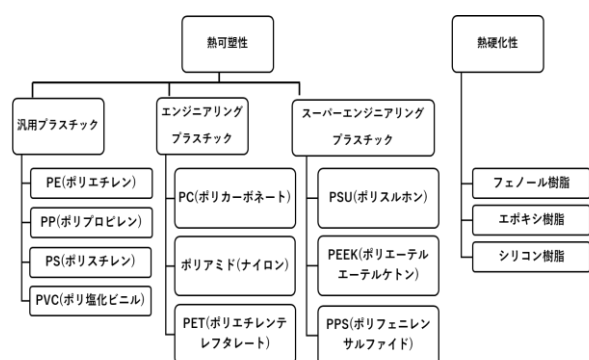 熱可塑性
熱硬化性
汎用プラスチック
エンジニアリング
プラスチック
スーパーエンジニアリング
プラスチック
PE(ポリエチレン)
PP(ポリプロピレン)
PS(ポリスチレン)
PVC(ポリ塩化ビニル)
PC(ポリカーボネート)
ポリアミド(ナイロン)
PET(ポリエチレンテ
レフタレート)
PSU(ポリスルホン)
PEEK(ポリエーテル
エーテルケトン)
PPS(ポリフェニレン
サルファイド)
フェノール樹脂
エポキシ樹脂
シリコン樹脂